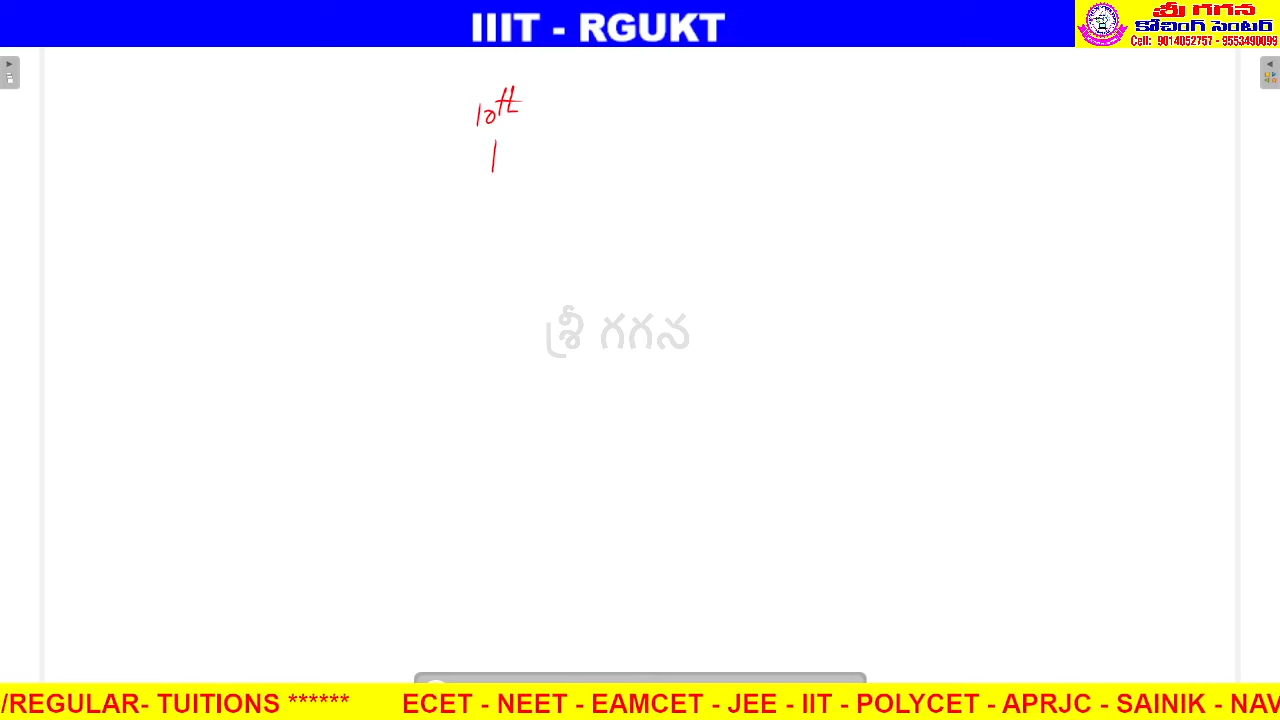 IIIT - RGUKT
శ్రీ గగన
కోచింగ్ సెంటర్
Cell: 9014052757 - 9553490099
10th
|
శ్రీ గగన
/REGULAR- TUITIONS ****** ECET - NEET - EAMCET - JEE - IIT - POLYCET - APRJC - SAINIK - NAV